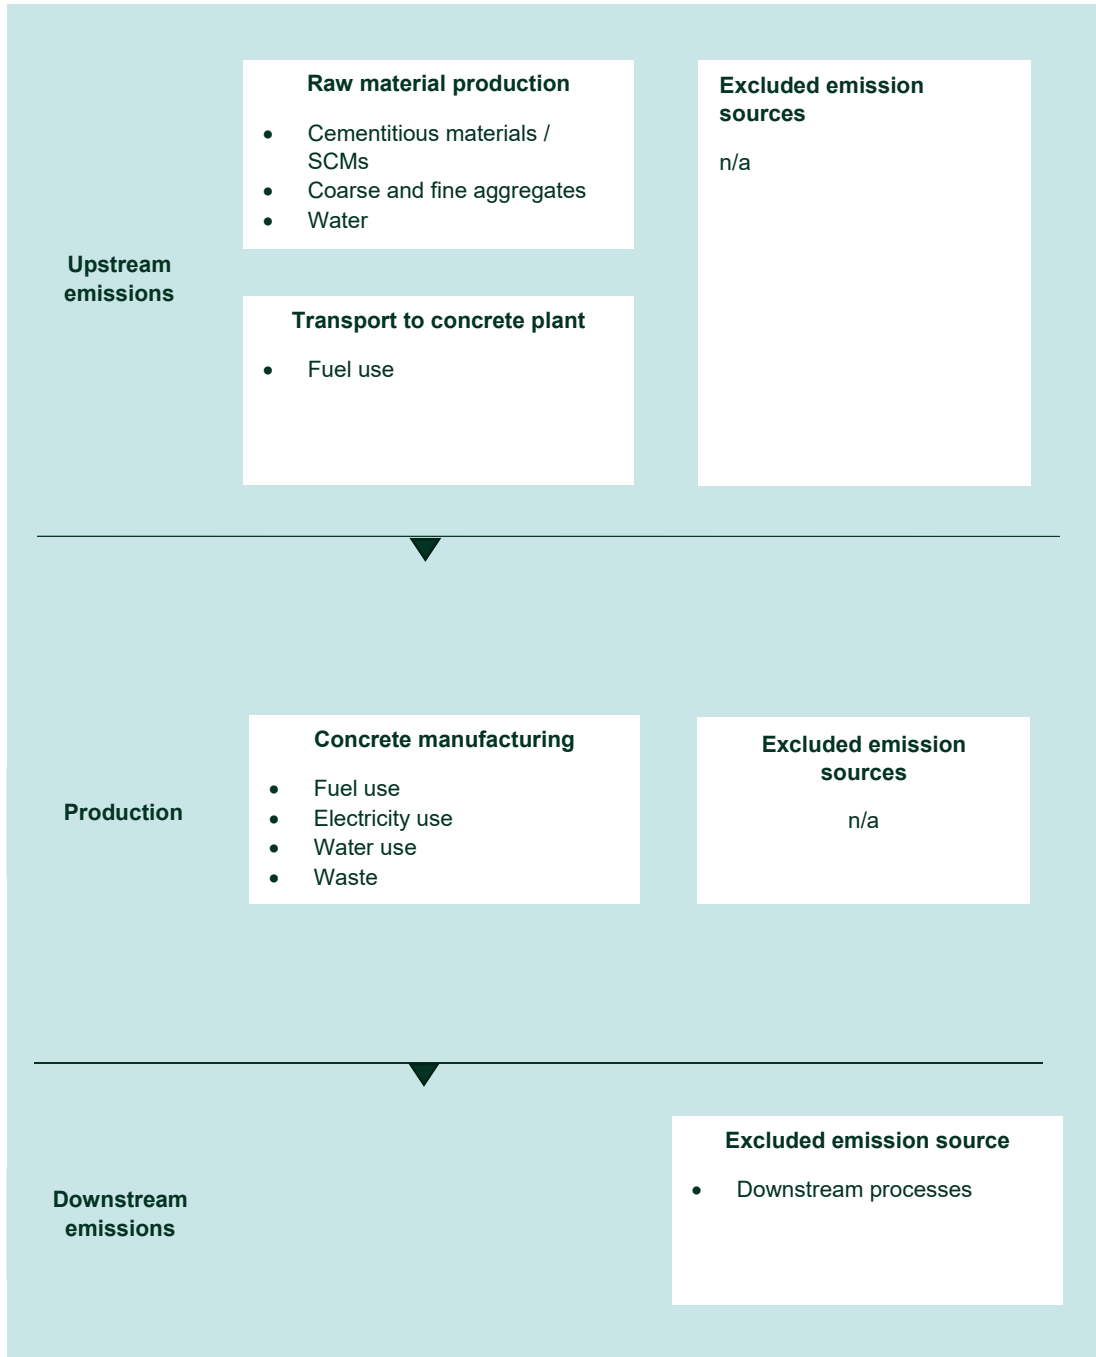 Raw material production
• Cementitious materials /
SCMs
• Coarse and fine aggregates
• Water
Excluded emission
sources
n/a
Upstream
emissions
Transport to concrete plant
• Fuel use
Concrete manufacturing
• Fuel use
• Electricity use
• Water use
• Waste
Excluded emission
sources
n/a
Production
Excluded emission source
• Downstream processes
Downstream
emissions